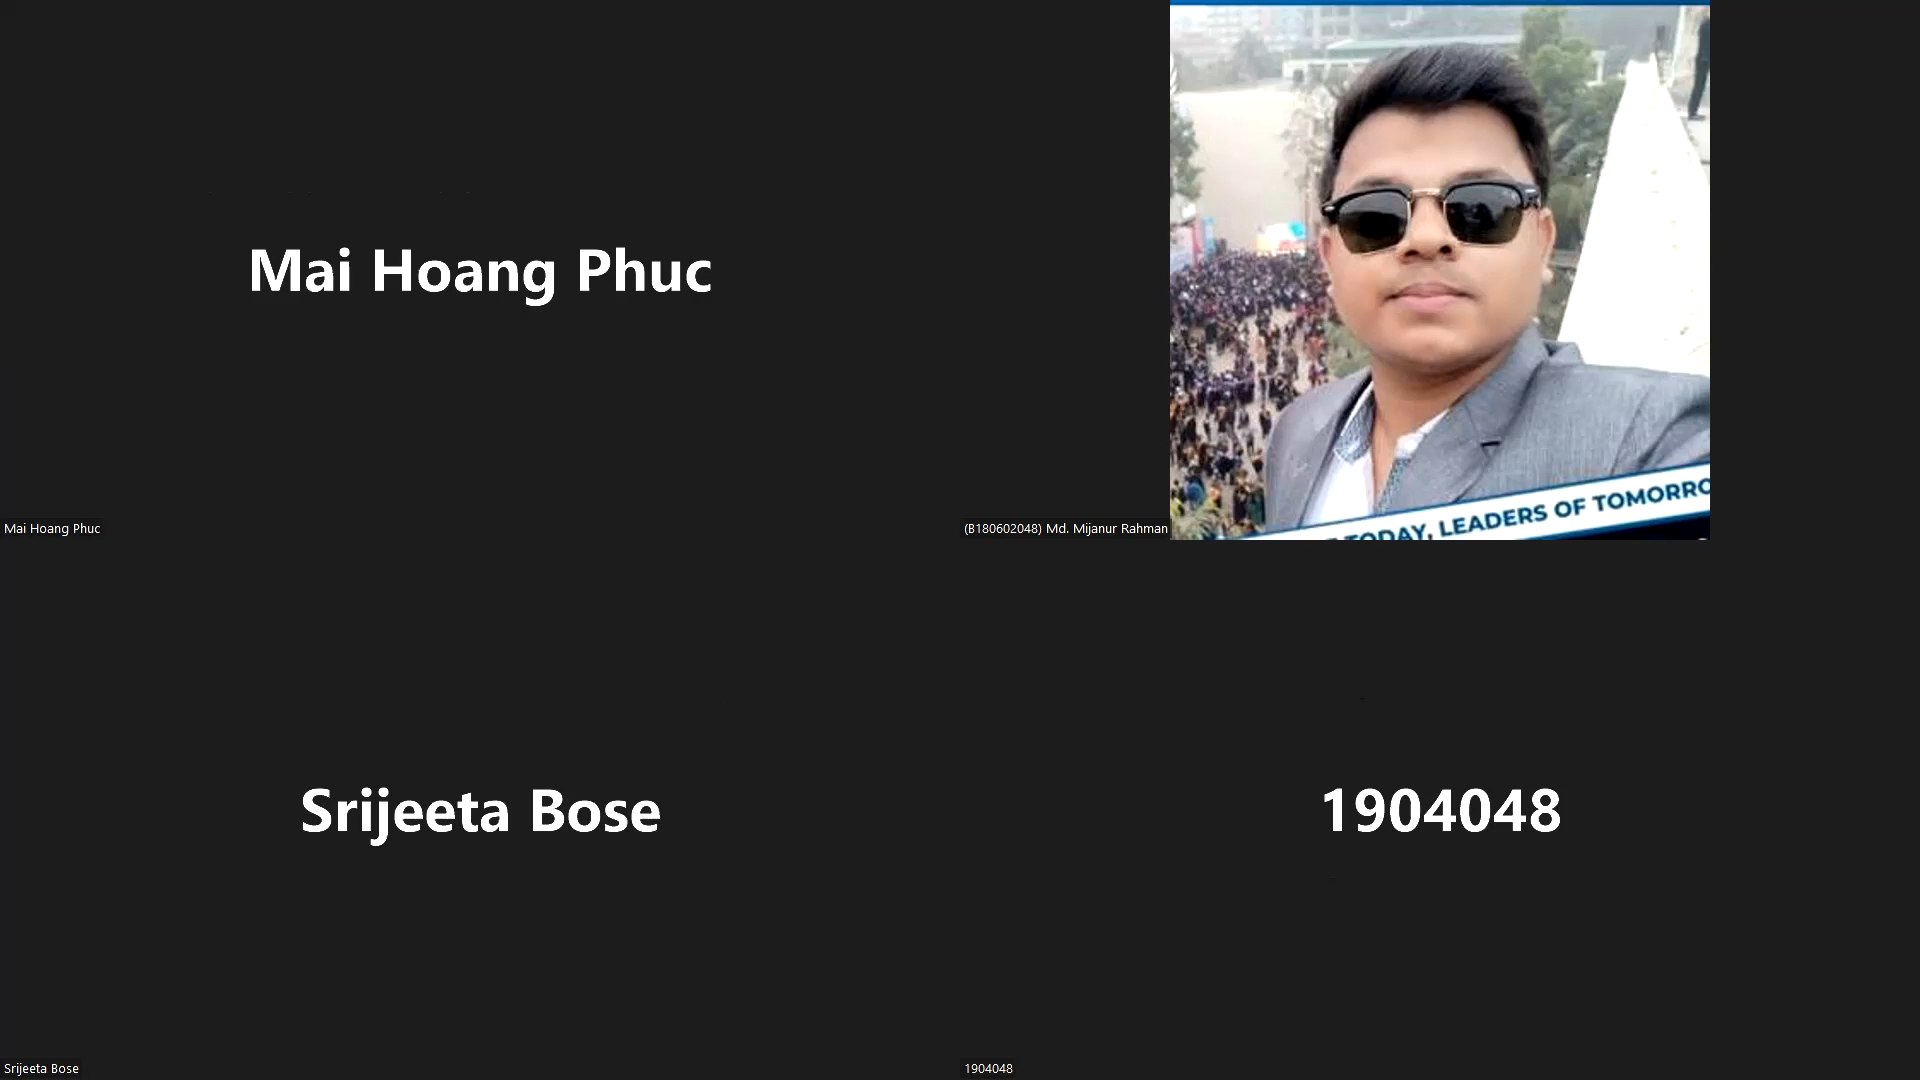 Mai Hoang Phuc
Mai Hoang Phuc
(B180602048) Md. Mijanur Rahman
TODAY, LEADERS OF TOMORRO
Srijeeta Bose
1904048
Srijeeta Bose
1904048